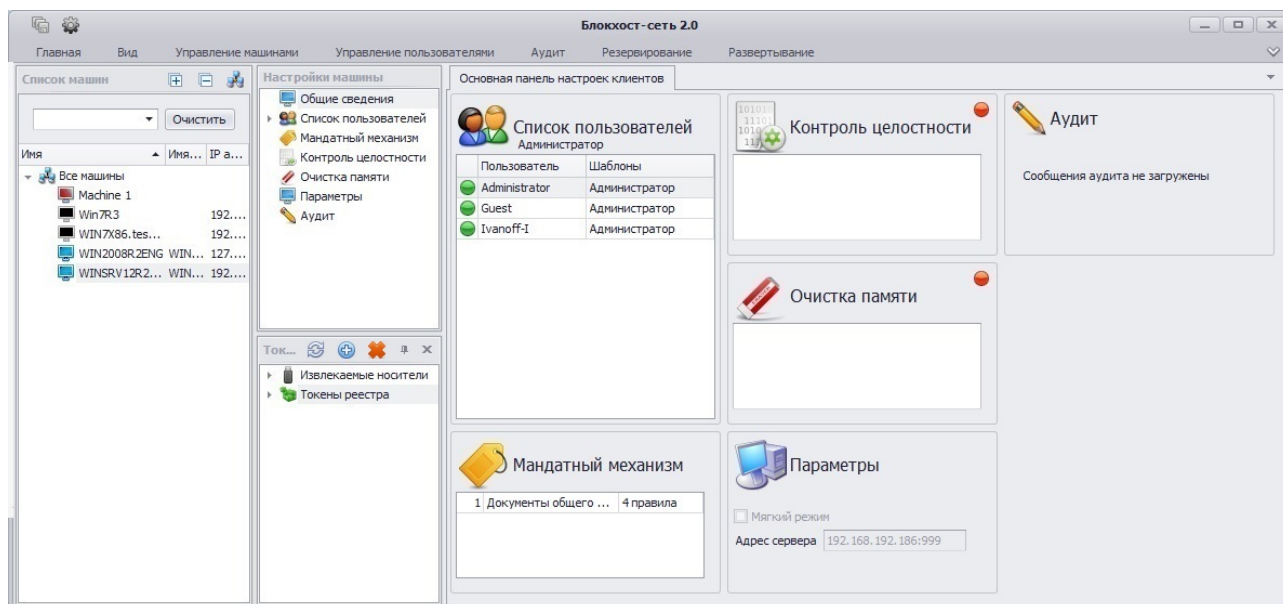 Блокхост-сеть 2.0
Главная Вид Управление машинами Управление пользователями Аудит Резервирование Развертывание
Список машин
Очистить
Имя Имя... IP а...
Все машины
Machine 1
Win7R3 192....
WIN7X86.tes... 192....
WIN2008R2ENG WIN... 127....
WINSRV12R2... WIN... 192....
Настройки машины
Общие сведения
Список пользователей
Мандатный механизм
Контроль целостности
Очистка памяти
Параметры
Аудит
Ток...
Извлекаемые носители
Токены реестра
Основная панель настроек клиентов
Список пользователей
Администратор
Пользователь Шаблоны
Administrator Администратор
Guest Администратор
Ivanoff-I Администратор
Контроль целостности
Аудит
Сообщения аудита не загружены
Очистка памяти
Мандатный механизм
1 Документы общего ... 4 правила
Параметры
Мягкий режим
Адрес сервера 192.168.192.186:999